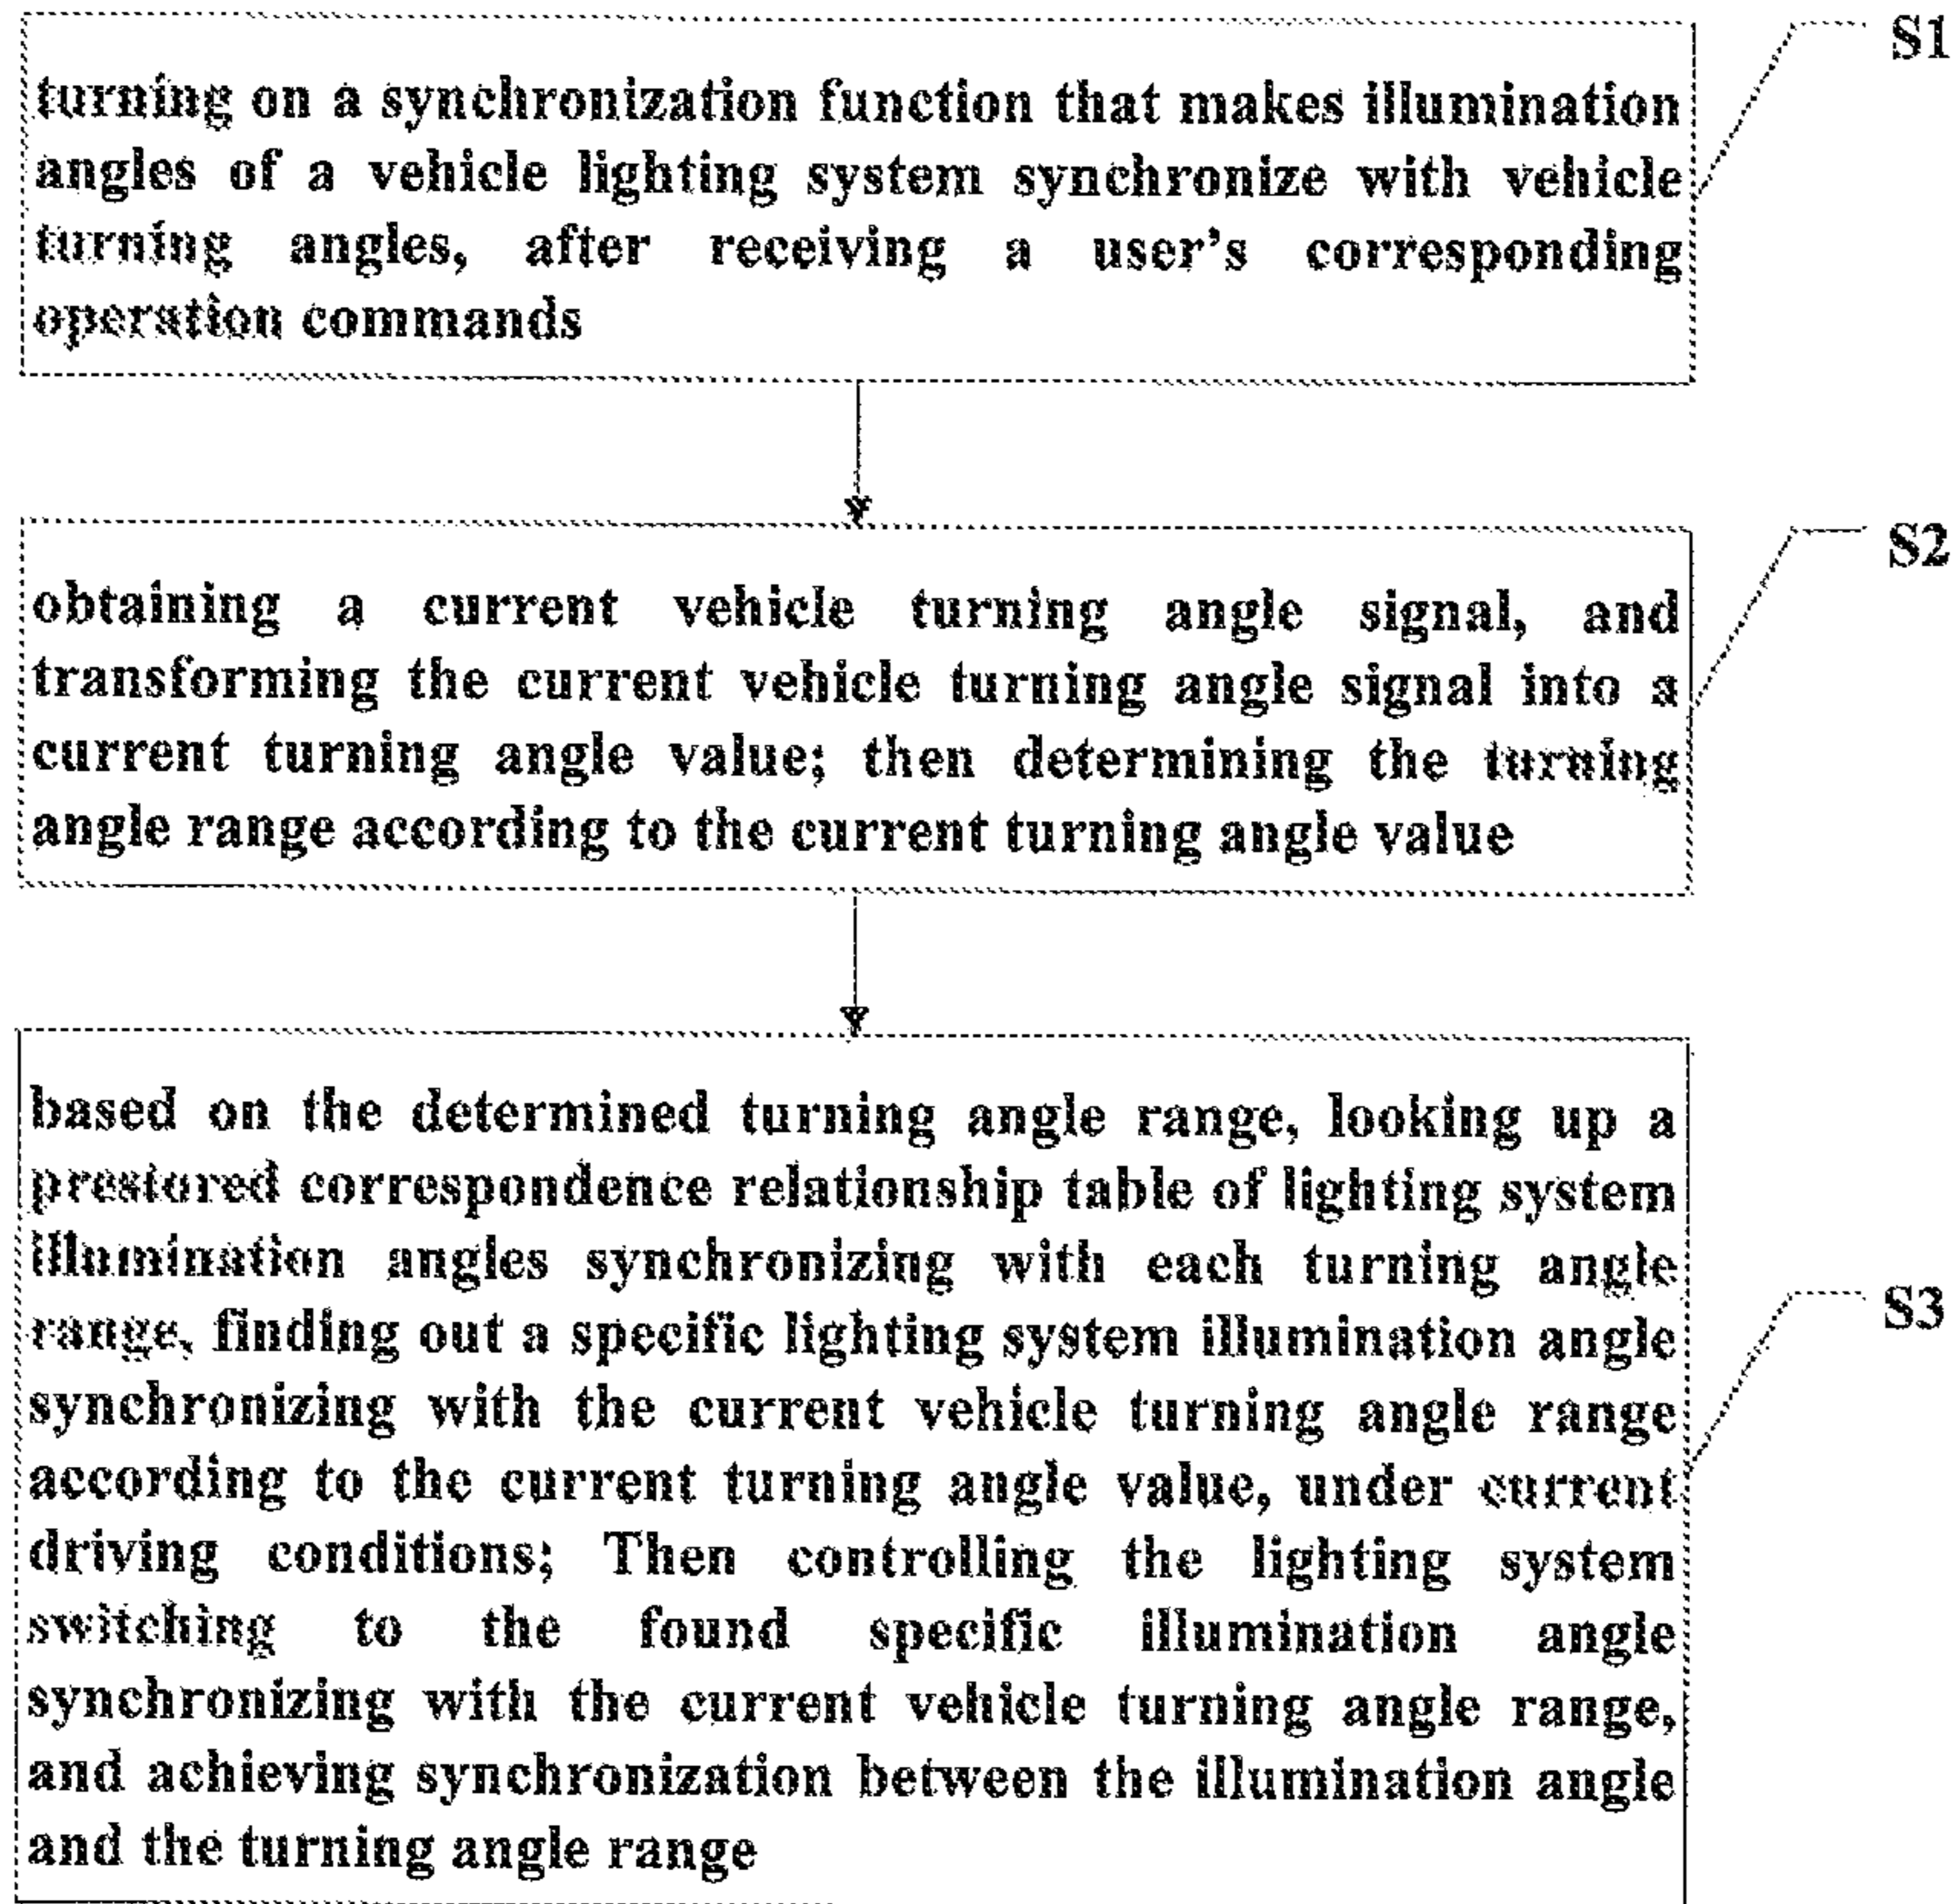 S1
turning on a synchronization function that makes illumination
angles of a vehicle lighting system synchronize with vehicle
turning angles, after receiving a user's corresponding
operation commands
S2
obtaining a current vehicle turning angle signal, and
transforming the current vehicle turning angle signal into a
current turning angle value; then determining the turning
angle range according to the current turning angle value
based on the determined turning angle range, looking up a
prestored correspondence relationship table of lighting system
illumination angles synchronizing with each turning angle
range, finding out a specific lighting system illumination angle
S3
synchronizing with the current vehicle turning angle range
according to the current turning angle value, under current
driving conditions; Then controlling the lighting system
switching to the found specific illumination angle
synchronizing with the current vehicle turning angle range,
and achieving synchronization between the illumination angle
and the turning angle range